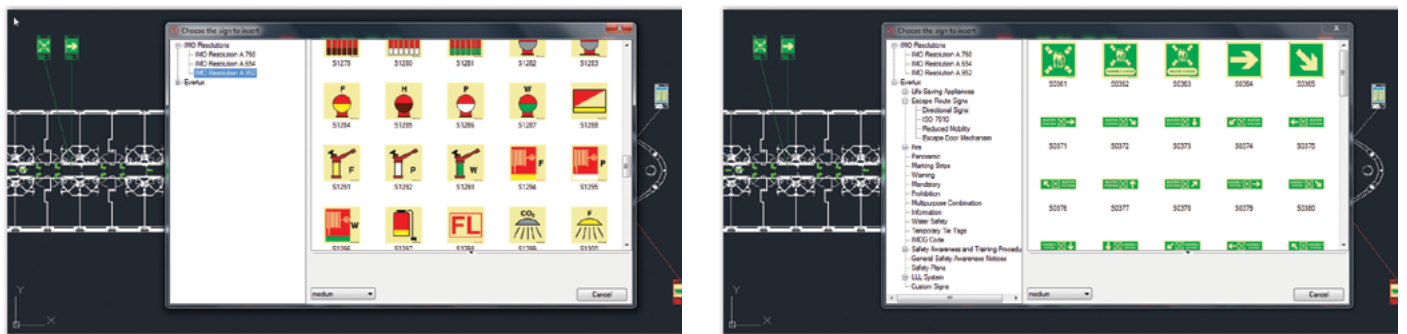 Choose the sign to insert
IMO Resolutions
IMO Resolution A.760
IMO Resolution A.654
IMO Resolution A.952
Everlux
S1279
S1280
S1281
S1282
S1283
F
H
P
W
S1284
S1285
S1286
S1287
S1288
F
P
W
F
P
S1291
S1292
S1293
S1294
S1295
W
FL
CO₂
F
S1296
S1297
S1298
S1299
S1300
medium
Cancel
Y
X
Choose the sign to insert
IMO Resolutions
IMO Resolution A.760
IMO Resolution A.654
IMO Resolution A.952
Everlux
Life Saving Appliances
Escape Route Signs
Directional Signs
ISO 7010
Reduced Mobility
Escape Door Mechanism
Fire
Panoramic
Marking Strips
Warning
Mandatory
Prohibition
Multipurpose Combination
Information
Water Safety
Temporary Tie Tags
IMDG Code
Safety Awareness and Training Procedu
General Safety Awareness Notices
Safety Plans
LLL System
Custom Signs
S0361
S0362
S0363
S0364
S0365
S0371
S0372
S0373
S0374
S0375
S0376
S0377
S0378
S0379
S0380
medium
Cancel
Y
X